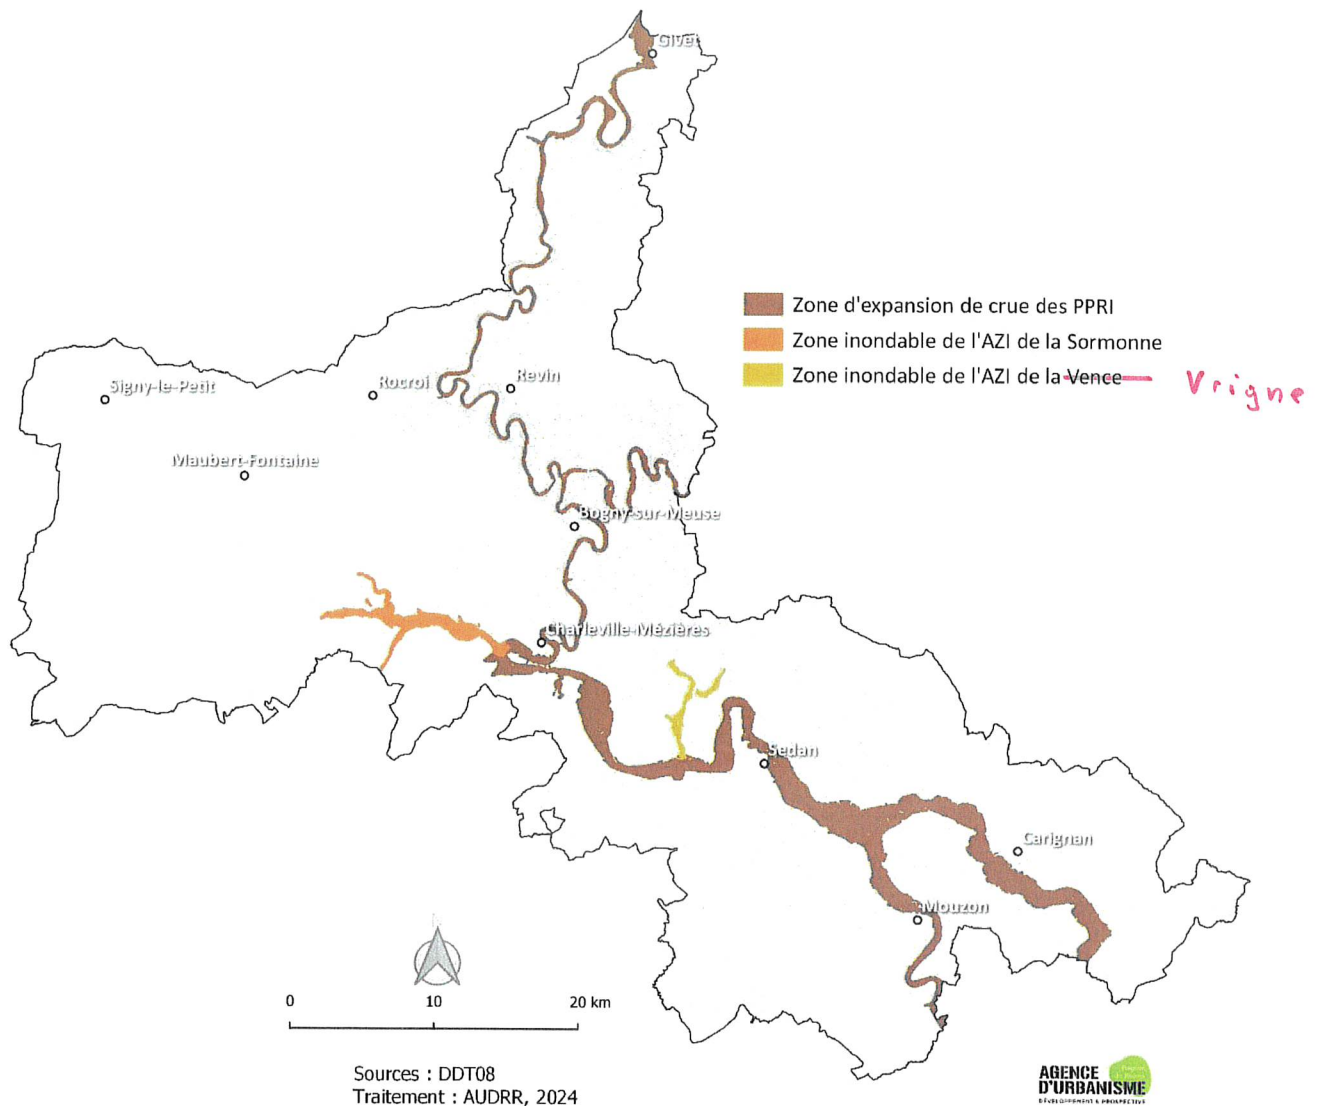 Givet
Zone d'expansion de crue des PPRI
Zone inondable de l'AZI de la Sormonne
Zone inondable de l'AZI de la Vence Vrigne
Signy-le-Petit
Rocroi
Revin
Maubert-Fontaine
Bogny-sur-Meuse
Charleville-Mézières
Sedan
Carignan
Mouzon
0 10 20 km
Sources : DDT08
Traitement : AUDRR, 2024
AGENCE
D'URBANISME
DÉVELOPPEMENT & PROSPECTIVE